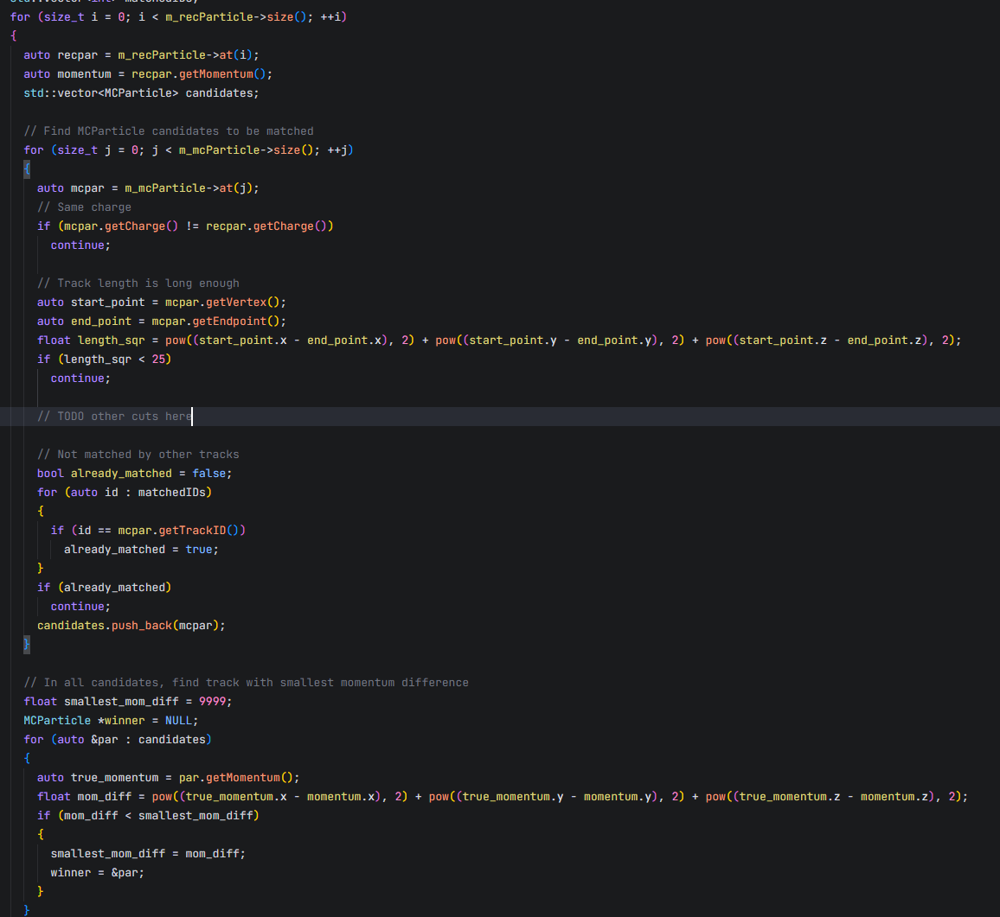 for (size_t i = 0; i < m_recParticle->size(); ++i)
{
  auto recpar = m_recParticle->at(i);
  auto momentum = recpar.getMomentum();
  std::vector<MCParticle> candidates;

  // Find MCParticle candidates to be matched
  for (size_t j = 0; j < m_mcParticle->size(); ++j)
  {
    auto mcpar = m_mcParticle->at(j);
    // Same charge
    if (mcpar.getCharge() != recpar.getCharge())
      continue;

    // Track length is long enough
    auto start_point = mcpar.getVertex();
    auto end_point = mcpar.getEndpoint();
    float length_sqr = pow((start_point.x - end_point.x), 2) + pow((start_point.y - end_point.y), 2) + pow((start_point.z - end_point.z), 2);
    if (length_sqr < 25)
      continue;

    // TODO other cuts here

    // Not matched by other tracks
    bool already_matched = false;
    for (auto id : matchedIDs)
    {
      if (id == mcpar.getTrackID())
        already_matched = true;
    }
    if (already_matched)
      continue;
    candidates.push_back(mcpar);
  }

  // In all candidates, find track with smallest momentum difference
  float smallest_mom_diff = 9999;
  MCParticle *winner = NULL;
  for (auto &par : candidates)
  {
    auto true_momentum = par.getMomentum();
    float mom_diff = pow((true_momentum.x - momentum.x), 2) + pow((true_momentum.y - momentum.y), 2) + pow((true_momentum.z - momentum.z), 2);
    if (mom_diff < smallest_mom_diff)
    {
      smallest_mom_diff = mom_diff;
      winner = &par;
    }
  }